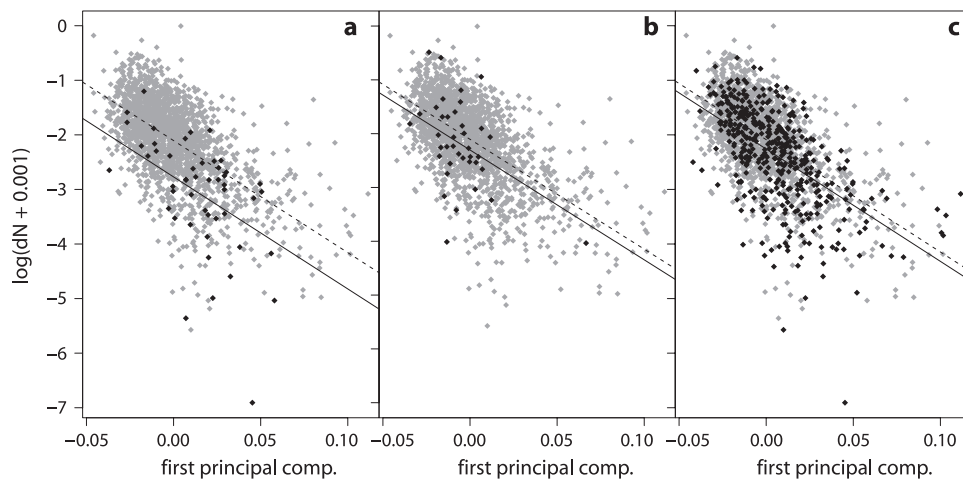 a
b
c
log(dN + 0.001)
0
−1
−2
−3
−4
−5
−6
−7
−0.05 0.00 0.05 0.10
−0.05 0.00 0.05 0.10
−0.05 0.00 0.05 0.10
first principal comp.
first principal comp.
first principal comp.